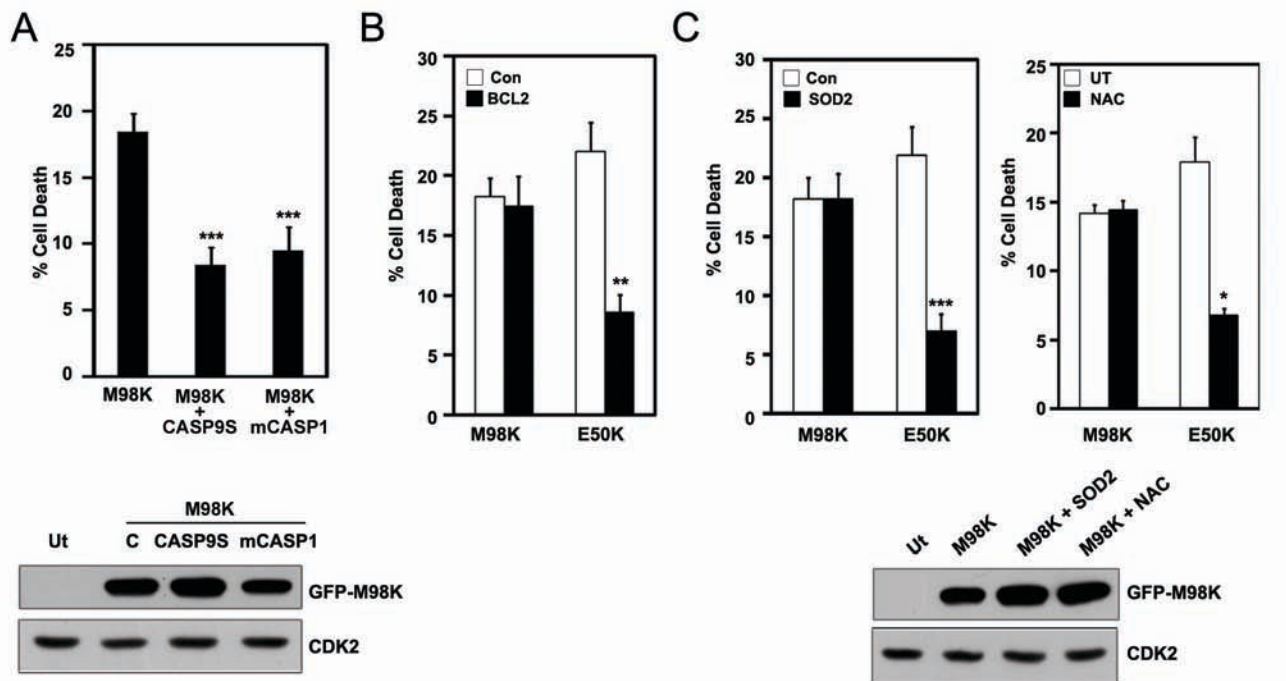 A
% Cell Death
25
20
15
10
5
0
***
***
M98K
M98K
+
CASP9S
M98K
+
mCASP1
M98K
Ut
C
CASP9S
mCASP1
GFP-M98K
CDK2
B
% Cell Death
30
25
20
15
10
5
0
Con
BCL2
**
M98K
E50K
C
% Cell Death
30
25
20
15
10
5
0
Con
SOD2
***
M98K
E50K
% Cell Death
25
20
15
10
5
0
UT
NAC
*
M98K
E50K
Ut
M98K
M98K + SOD2
M98K + NAC
GFP-M98K
CDK2